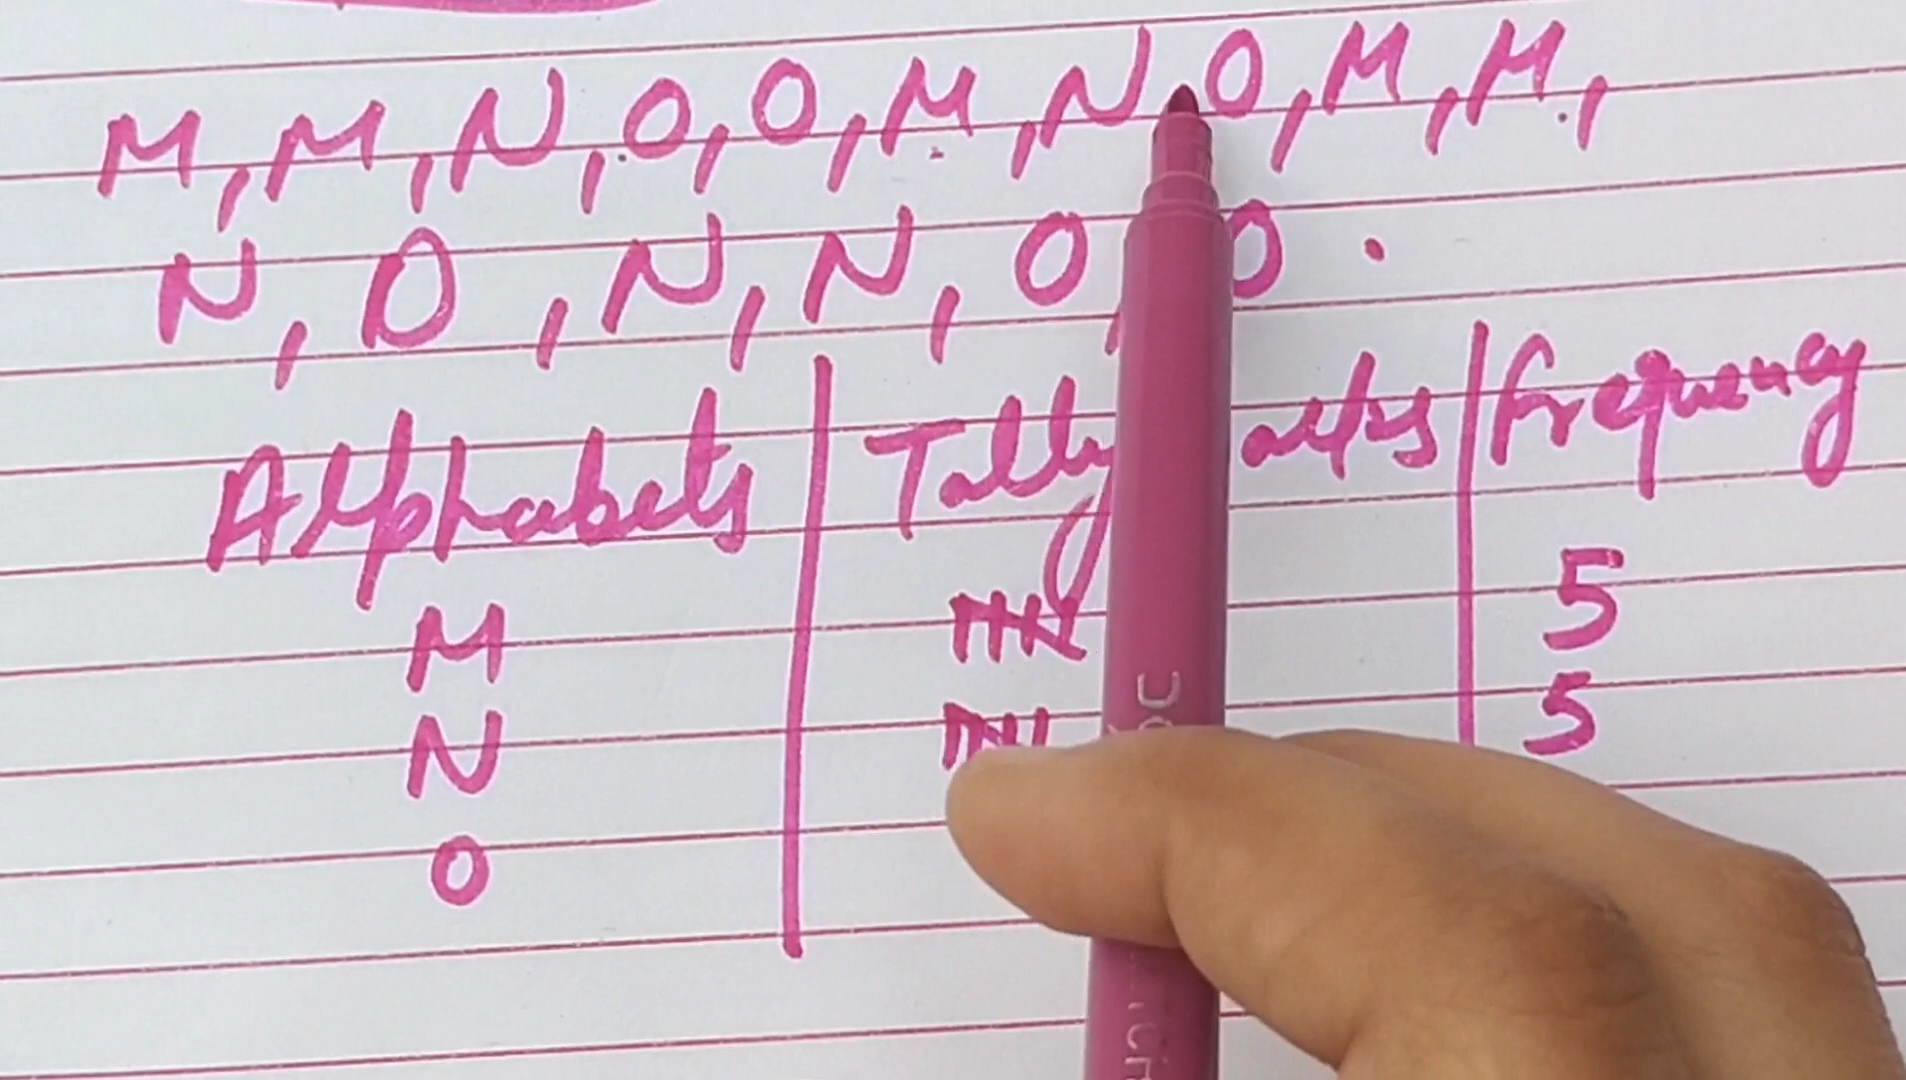 M, M, N, O, O, M, N, O, M, M,
N, O, N, N, O, O.
Alphabets Tally Frequency
M 5
N 5
O